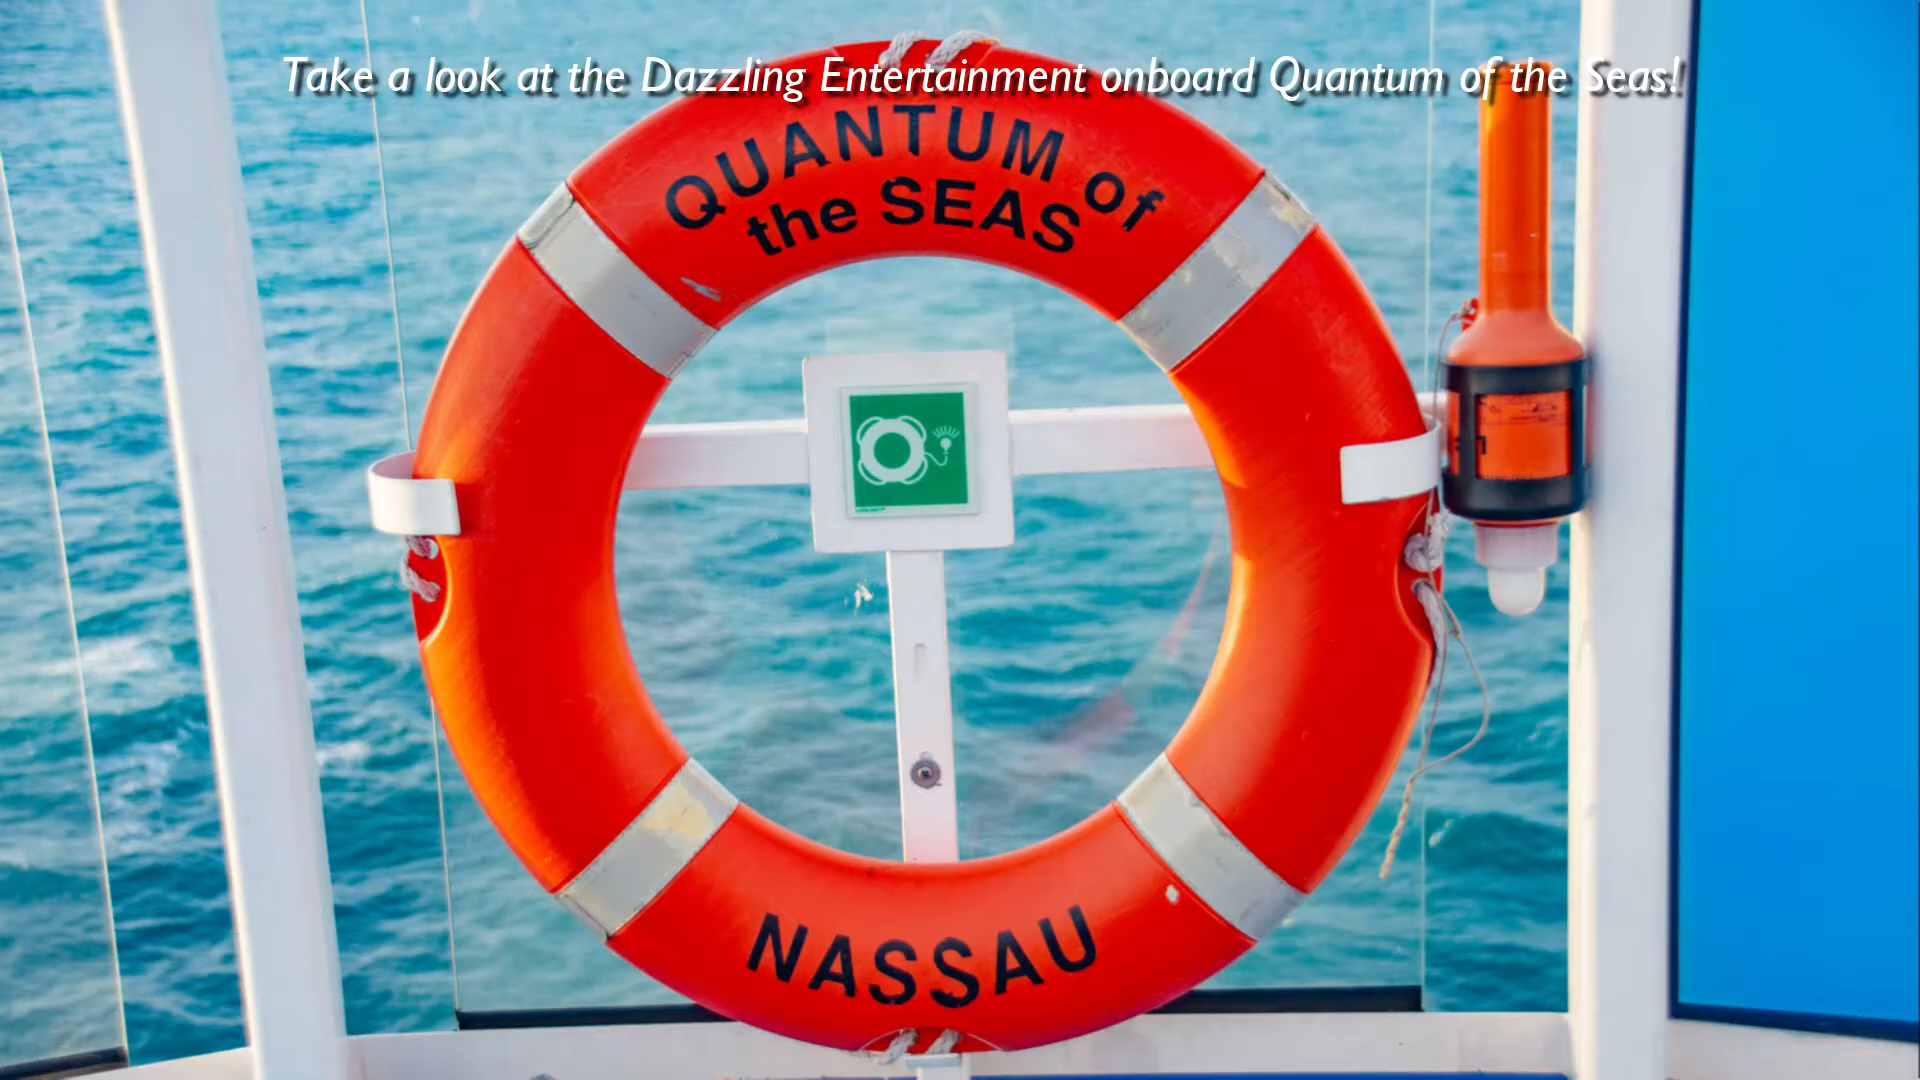 Take a look at the Dazzling Entertainment onboard Quantum of the Seas!
QUANTUM of
the SEAS
NASSAU